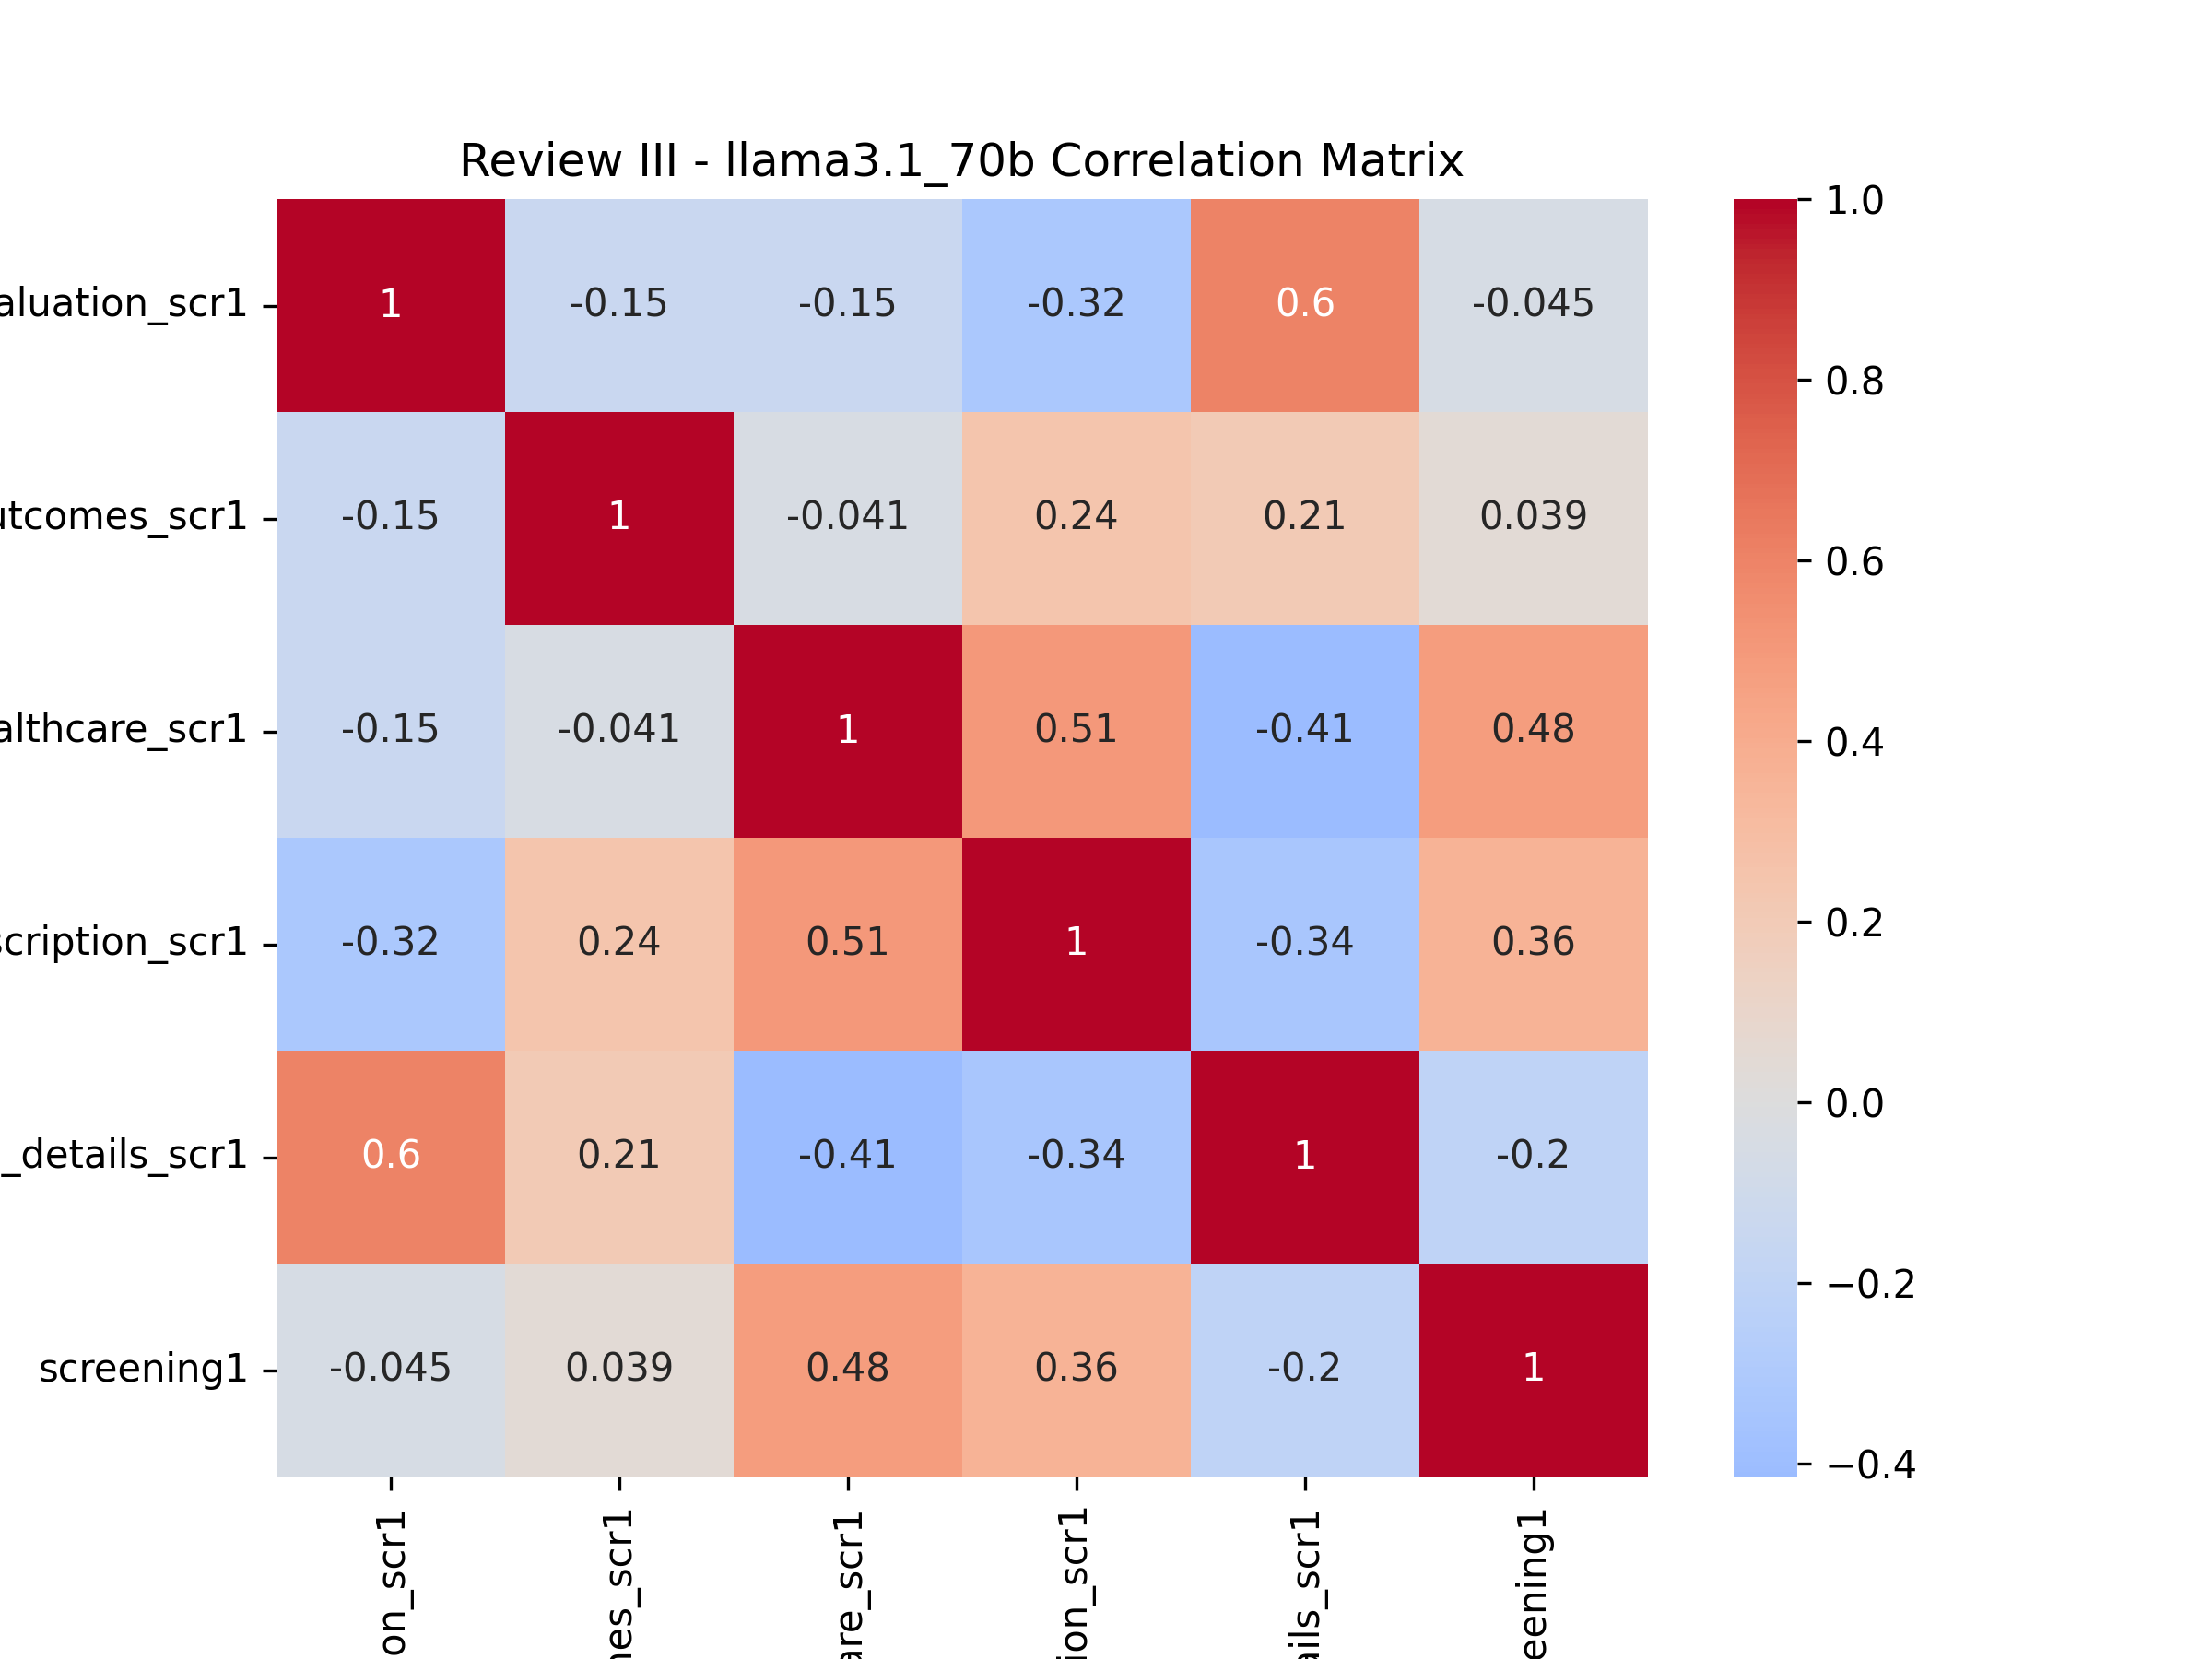 Review III - llama3.1_70b Correlation Matrix
aluation_scr1 1 -0.15 -0.15 -0.32 0.6 -0.045
utcomes_scr1 -0.15 1 -0.041 0.24 0.21 0.039
althcare_scr1 -0.15 -0.041 1 0.51 -0.41 0.48
scription_scr1 -0.32 0.24 0.51 1 -0.34 0.36
_details_scr1 0.6 0.21 -0.41 -0.34 1 -0.2
screening1 -0.045 0.039 0.48 0.36 -0.2 1
on_scr1
nes_scr1
are_scr1
ion_scr1
ails_scr1
eening1
1.0
0.8
0.6
0.4
0.2
0.0
−0.2
−0.4